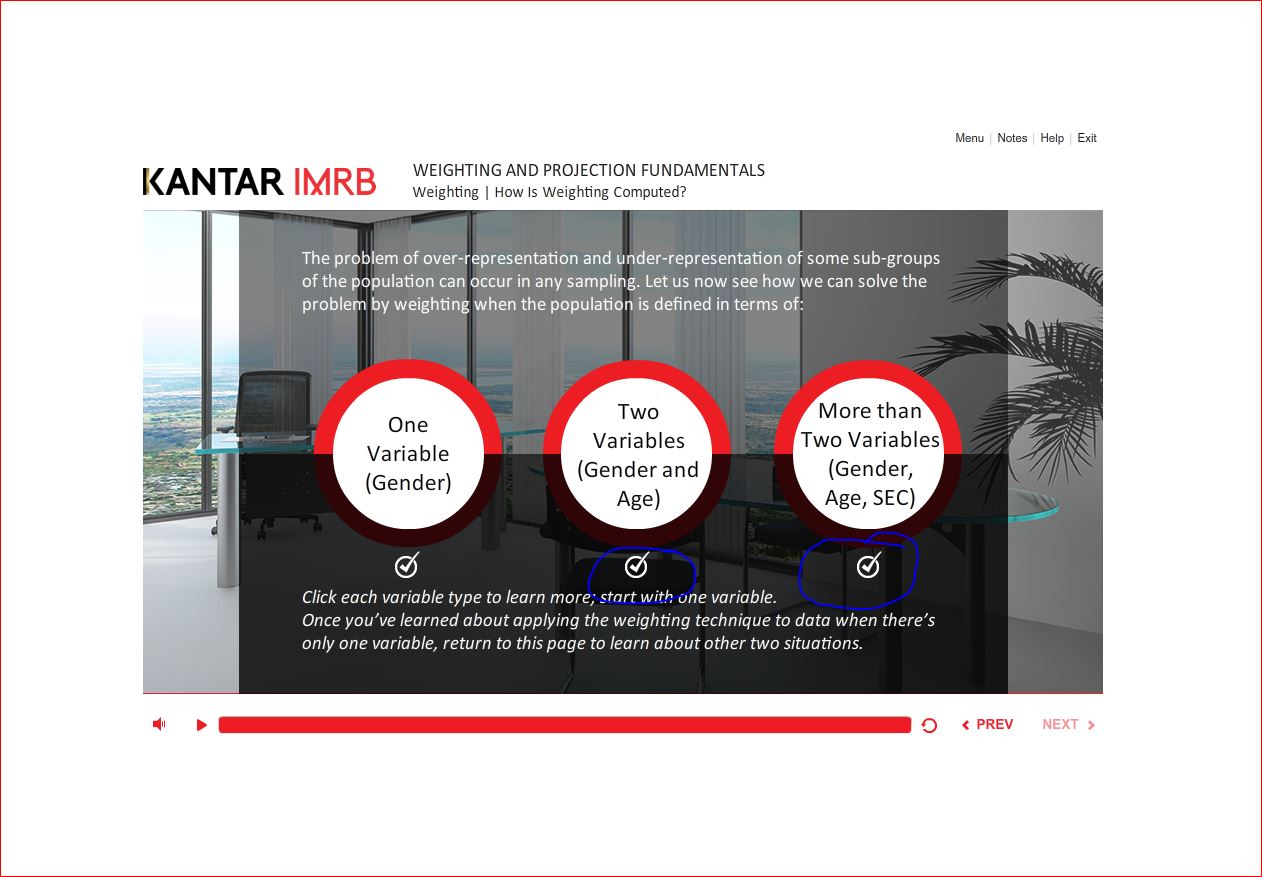 Menu | Notes | Help | Exit
KANTAR IMRB
WEIGHTING AND PROJECTION FUNDAMENTALS
Weighting | How Is Weighting Computed?
The problem of over-representation and under-representation of some sub-groups
of the population can occur in any sampling. Let us now see how we can solve the
problem by weighting when the population is defined in terms of:
One
Variable
(Gender)
Two
Variables
(Gender and
Age)
More than
Two Variables
(Gender,
Age, SEC)
Click each variable type to learn more; start with one variable.
Once you’ve learned about applying the weighting technique to data when there’s
only one variable, return to this page to learn about other two situations.
PREV
NEXT